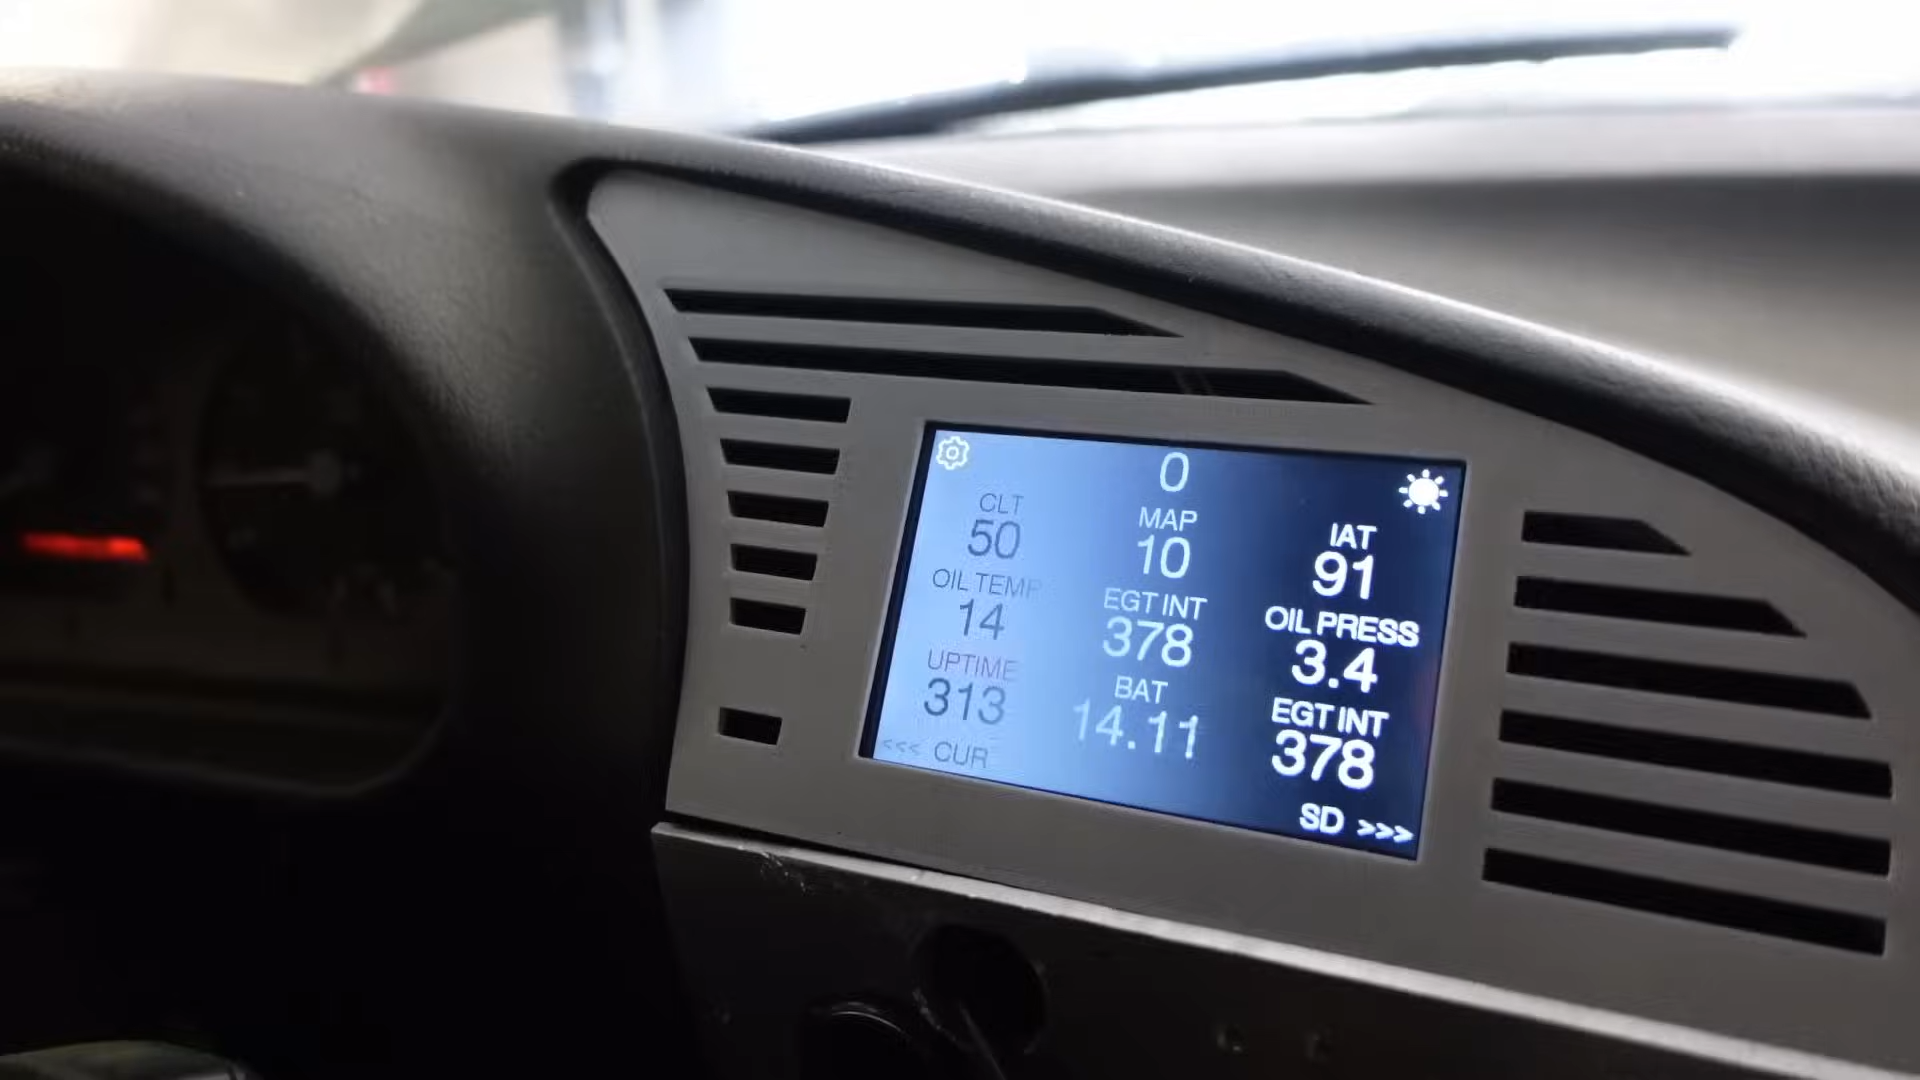 0
CLT
50
MAP
10
IAT
91
OIL TEMP
14
EGT INT
378
OIL PRESS
3.4
UPTIME
313
BAT
14.11
EGT INT
378
<<< CUR
SD >>>